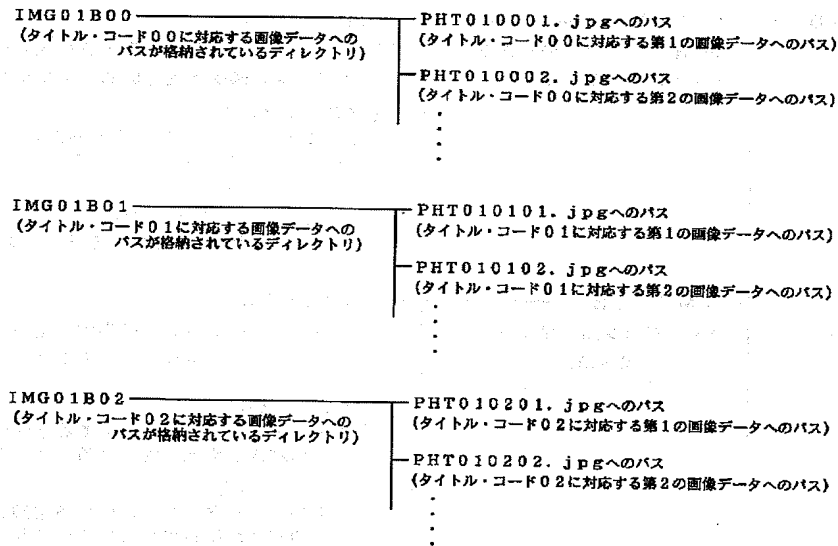 IMG01B00
(タイトル・コード00に対応する画像データへの
パスが格納されているディレクトリ)
PHT010001.jpgへのパス
(タイトル・コード00に対応する第1の画像データへのパス)
PHT010002.jpgへのパス
(タイトル・コード00に対応する第2の画像データへのパス)
IMG01B01
(タイトル・コード01に対応する画像データへの
パスが格納されているディレクトリ)
PHT010101.jpgへのパス
(タイトル・コード01に対応する第1の画像データへのパス)
PHT010102.jpgへのパス
(タイトル・コード01に対応する第2の画像データへのパス)
IMG01B02
(タイトル・コード02に対応する画像データへの
パスが格納されているディレクトリ)
PHT010201.jpgへのパス
(タイトル・コード02に対応する第1の画像データへのパス)
PHT010202.jpgへのパス
(タイトル・コード02に対応する第2の画像データへのパス)